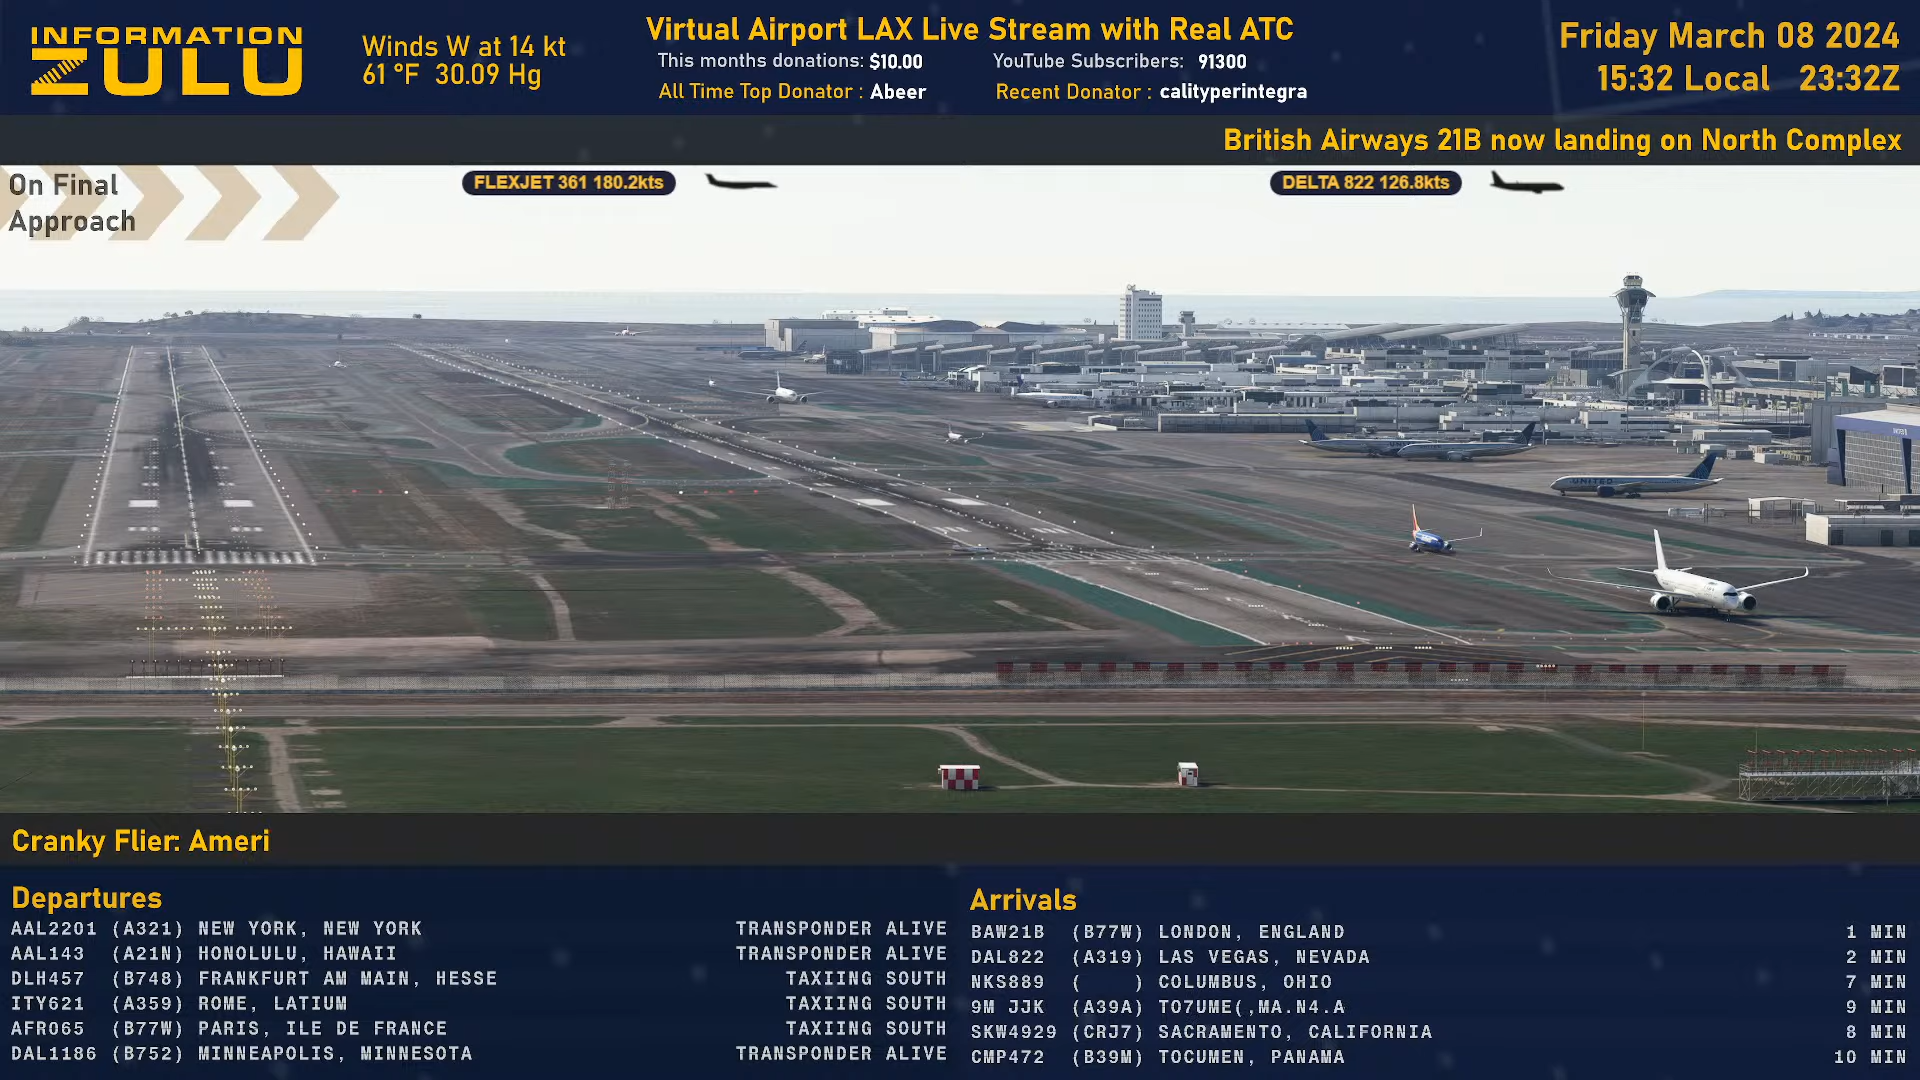 INFORMATION
ZULU
Winds W at 14 kt
61 °F 30.09 Hg
Virtual Airport LAX Live Stream with Real ATC
This months donations: $10.00 YouTube Subscribers: 91300
All Time Top Donator : Abeer Recent Donator : calityperintegra
Friday March 08 2024
15:32 Local 23:32Z
British Airways 21B now landing on North Complex
On Final
Approach
FLEXJET 361 180.2kts
DELTA 822 126.8kts
UNITED
Cranky Flier: Ameri
Departures
AAL2201 (A321) NEW YORK, NEW YORK TRANSPONDER ALIVE
AAL143 (A21N) HONOLULU, HAWAII TRANSPONDER ALIVE
DLH457 (B748) FRANKFURT AM MAIN, HESSE TAXIING SOUTH
ITY621 (A359) ROME, LATIUM TAXIING SOUTH
AFR065 (B77W) PARIS, ILE DE FRANCE TAXIING SOUTH
DAL1186 (B752) MINNEAPOLIS, MINNESOTA TRANSPONDER ALIVE
Arrivals
BAW21B (B77W) LONDON, ENGLAND 1 MIN
DAL822 (A319) LAS VEGAS, NEVADA 2 MIN
NKS889 ( ) COLUMBUS, OHIO 7 MIN
9M JJK (A39A) TO7UME(,MA.N4.A 9 MIN
SKW4929 (CRJ7) SACRAMENTO, CALIFORNIA 8 MIN
CMP472 (B39M) TOCUMEN, PANAMA 10 MIN